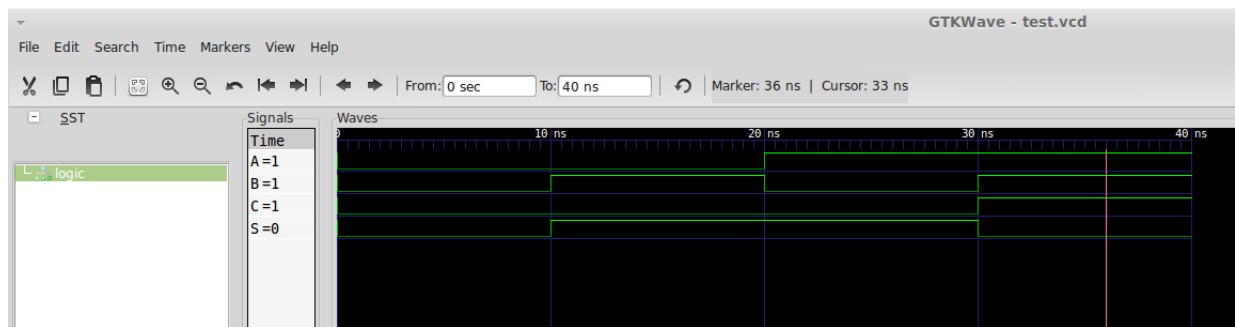 GTKWave - test.vcd
File Edit Search Time Markers View Help
From: 0 sec To: 40 ns Marker: 36 ns | Cursor: 33 ns
SST
logic
Signals
Time
A =1
B =1
C =1
S =0
Waves
0 10 ns 20 ns 30 ns 40 ns